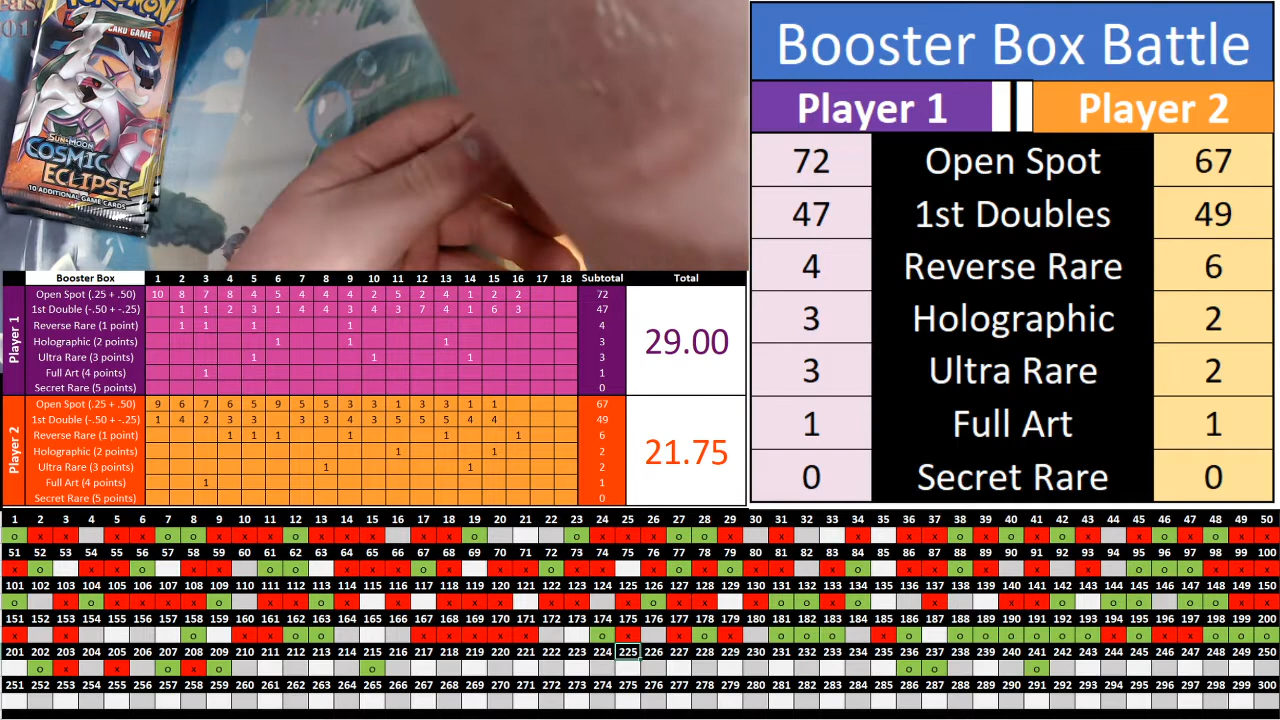 POKÉMON
CARD GAME
SUN & MOON
COSMIC
ECLIPSE
10 ADDITIONAL GAME CARDS
Booster Box Battle
Player 1 Player 2
72 Open Spot 67
47 1st Doubles 49
4 Reverse Rare 6
3 Holographic 2
3 Ultra Rare 2
1 Full Art 1
0 Secret Rare 0
Booster Box 1 2 3 4 5 6 7 8 9 10 11 12 13 14 15 16 17 18 Subtotal Total
Player 1
Open Spot (.25 + .50) 10 8 7 8 4 5 4 4 4 2 5 2 4 1 2 2 72
1st Double (-.50 + -.25) 1 1 2 3 1 4 4 3 4 3 7 4 1 6 3 47
Reverse Rare (1 point) 1 1 1 1 4
Holographic (2 points) 1 1 1 3
Ultra Rare (3 points) 1 1 1 3
Full Art (4 points) 1 1
Secret Rare (5 points) 0
29.00
Player 2
Open Spot (.25 + .50) 9 6 7 6 5 9 5 5 3 3 1 3 3 1 1 67
1st Double (-.50 + -.25) 1 4 2 3 3 3 3 4 3 5 5 5 4 4 49
Reverse Rare (1 point) 1 1 1 1 1 1 6
Holographic (2 points) 1 1 2
Ultra Rare (3 points) 1 1 2
Full Art (4 points) 1 1
Secret Rare (5 points) 0
21.75
1 2 3 4 5 6 7 8 9 10 11 12 13 14 15 16 17 18 19 20 21 22 23 24 25 26 27 28 29 30 31 32 33 34 35 36 37 38 39 40 41 42 43 44 45 46 47 48 49 50
51 52 53 54 55 56 57 58 59 60 61 62 63 64 65 66 67 68 69 70 71 72 73 74 75 76 77 78 79 80 81 82 83 84 85 86 87 88 89 90 91 92 93 94 95 96 97 98 99 100
101 102 103 104 105 106 107 108 109 110 111 112 113 114 115 116 117 118 119 120 121 122 123 124 125 126 127 128 129 130 131 132 133 134 135 136 137 138 139 140 141 142 143 144 145 146 147 148 149 150
151 152 153 154 155 156 157 158 159 160 161 162 163 164 165 166 167 168 169 170 171 172 173 174 175 176 177 178 179 180 181 182 183 184 185 186 187 188 189 190 191 192 193 194 195 196 197 198 199 200
201 202 203 204 205 206 207 208 209 210 211 212 213 214 215 216 217 218 219 220 221 222 223 224 225 226 227 228 229 230 231 232 233 234 235 236 237 238 239 240 241 242 243 244 245 246 247 248 249 250
o x x o x o o o o o
251 252 253 254 255 256 257 258 259 260 261 262 263 264 265 266 267 268 269 270 271 272 273 274 275 276 277 278 279 280 281 282 283 284 285 286 287 288 289 290 291 292 293 294 295 296 297 298 299 300